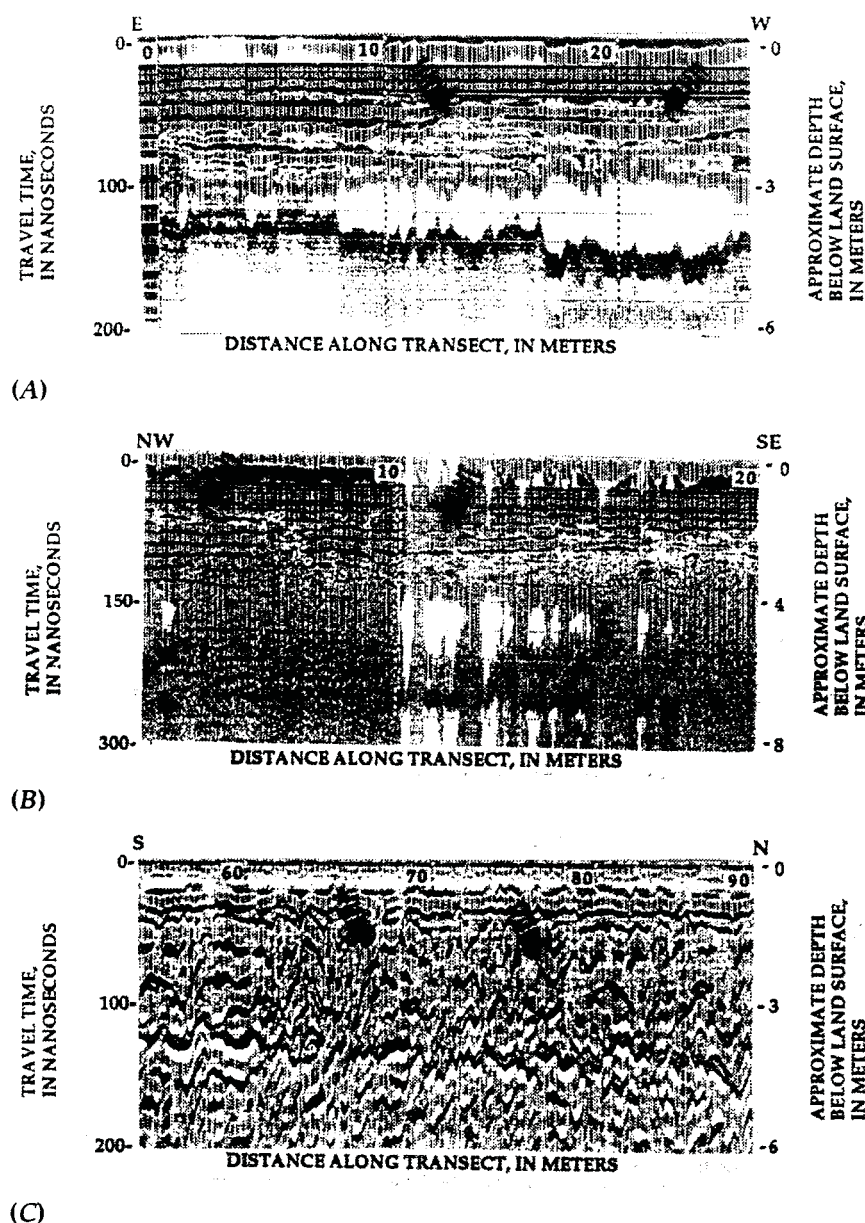 E W
0- 0 10 20 - 0
TRAVEL TIME,
IN NANOSECONDS
100- -3
APPROXIMATE DEPTH
BELOW LAND SURFACE,
IN METERS
200- -6
DISTANCE ALONG TRANSECT, IN METERS
(A)
NW SE
0- 10 20 - 0
TRAVEL TIME,
IN NANOSECONDS
150- - 4
APPROXIMATE DEPTH
BELOW LAND SURFACE,
IN METERS
300- - 8
DISTANCE ALONG TRANSECT, IN METERS
(B)
S N
0- 60 70 80 90 - 0
TRAVEL TIME,
IN NANOSECONDS
100- -3
APPROXIMATE DEPTH
BELOW LAND SURFACE,
IN METERS
200- -6
DISTANCE ALONG TRANSECT, IN METERS
(C)